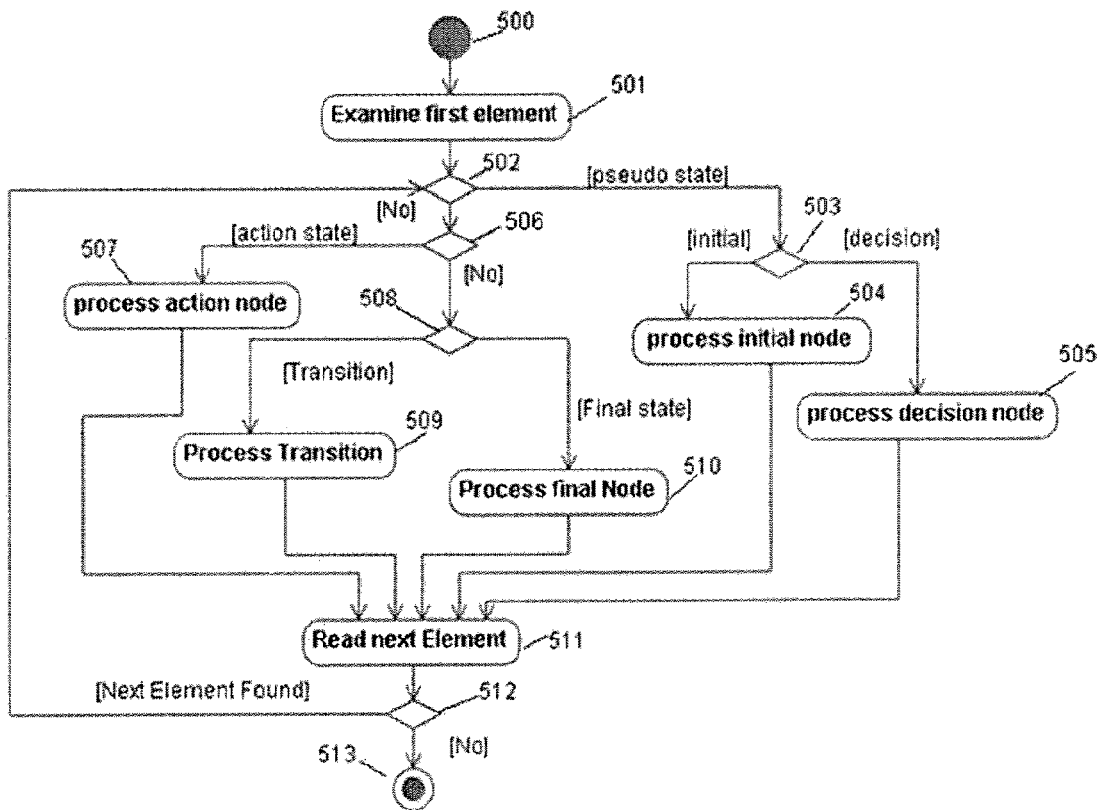 500
501
Examine first element
502
[pseudo state]
[No]
506
503
[action state]
[initial]
[decision]
507
[No]
process action node
508
504
process initial node
505
[Transition]
[Final state]
process decision node
509
Process Transition
510
Process final Node
Read next Element
511
[Next Element Found]
512
[No]
513